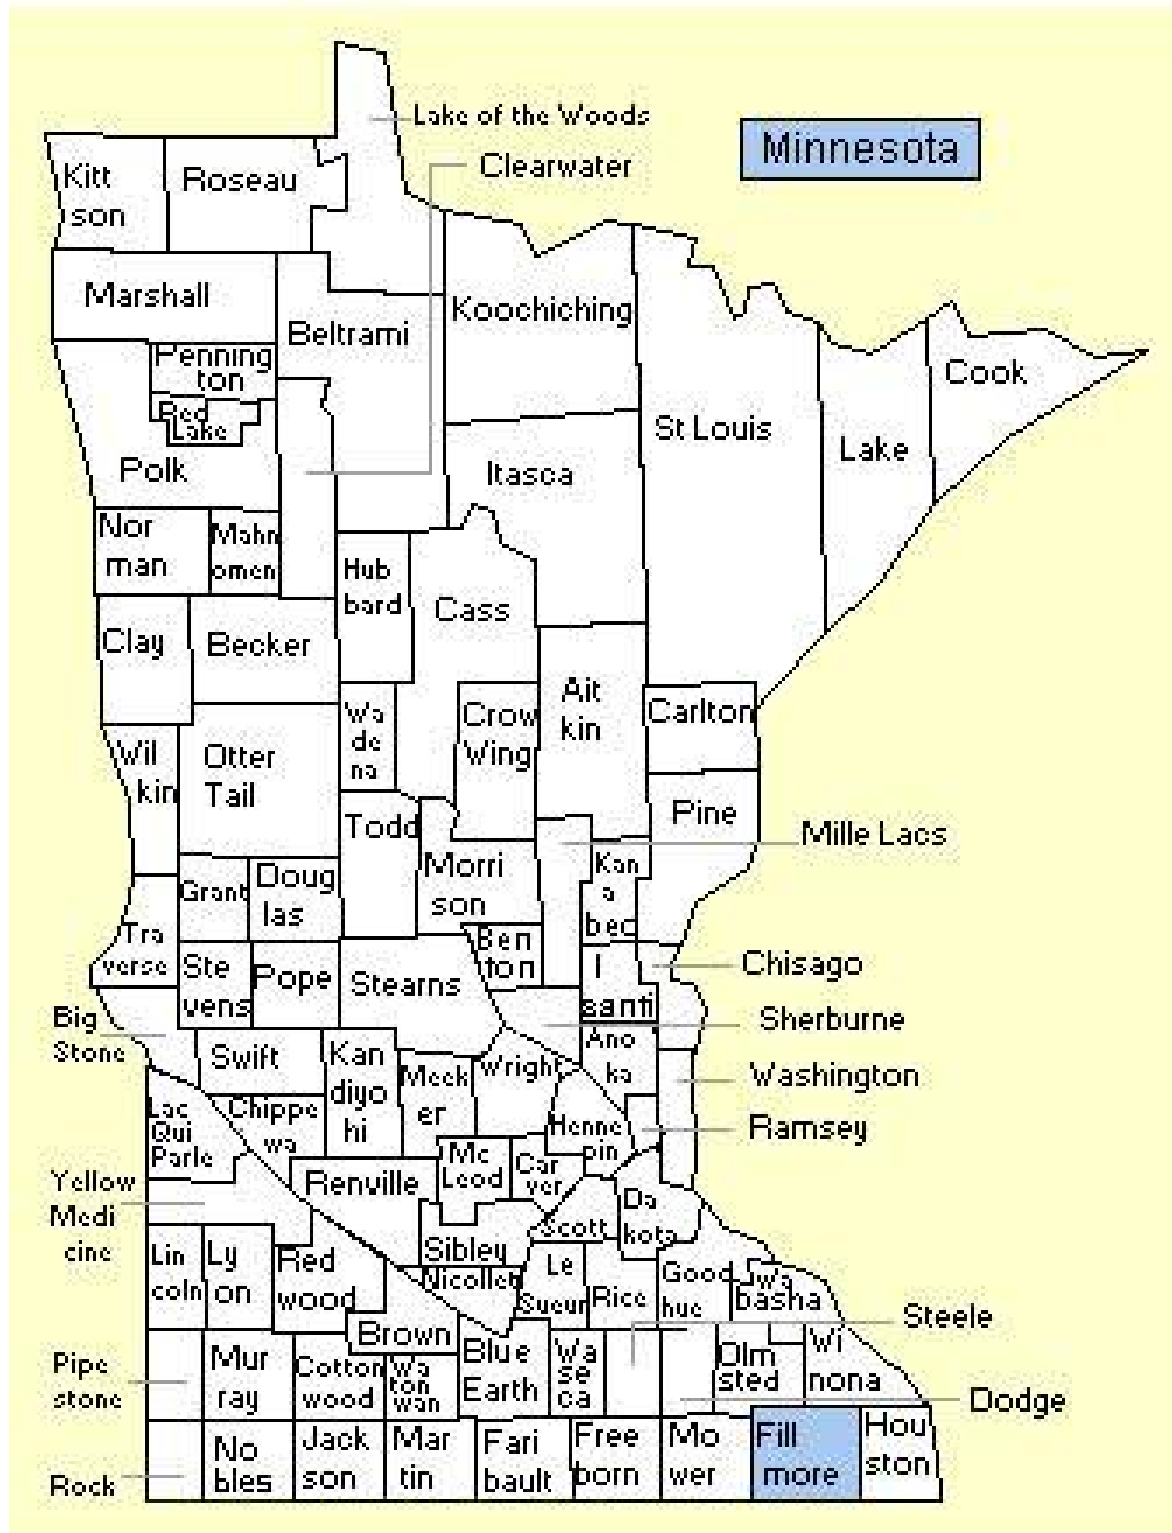 Lake of the Woods
Minnesota
Clearwater
Kitt
son
Roseau
Marshall
Koochiching
Beltrami
Penning
ton
Cook
Red
Lake
St Louis
Lake
Polk
Itasca
Nor
man
Mahn
omen
Hub
bard
Cass
Clay
Becker
Ait
kin
Wa
de
na
Crow
Wing
Carlton
Wil
kin
Otter
Tail
Pine
Todd
Mille Lacs
Morri
son
Kan
a
bec
Grant
Doug
las
Tra
verse
Ben
ton
Ste
vens
Pope
Stearns
I
santi
Chisago
Big
Stone
Sherburne
Swift
Kan
diyo
hi
Meek
er
Wright
Ano
ka
Washington
Lac
Qui
Parle
Chippe
wa
Henne
pin
Ramsey
Yellow
Medi
cine
Renville
Mc
Leod
Car
ver
Scott
Da
kota
Lin
coln
Ly
on
Red
wood
Sibley
Nicollet
Le
Sueur
Rice
Good
hue
Wa
basha
Brown
Steele
Pipe
stone
Mur
ray
Cotton
wood
Wa
ton
wan
Blue
Earth
Wa
se
ca
Olm
sted
Wi
nona
Dodge
Rock
No
bles
Jack
son
Mar
tin
Fari
bault
Free
born
Mo
wer
Fill
more
Hou
ston